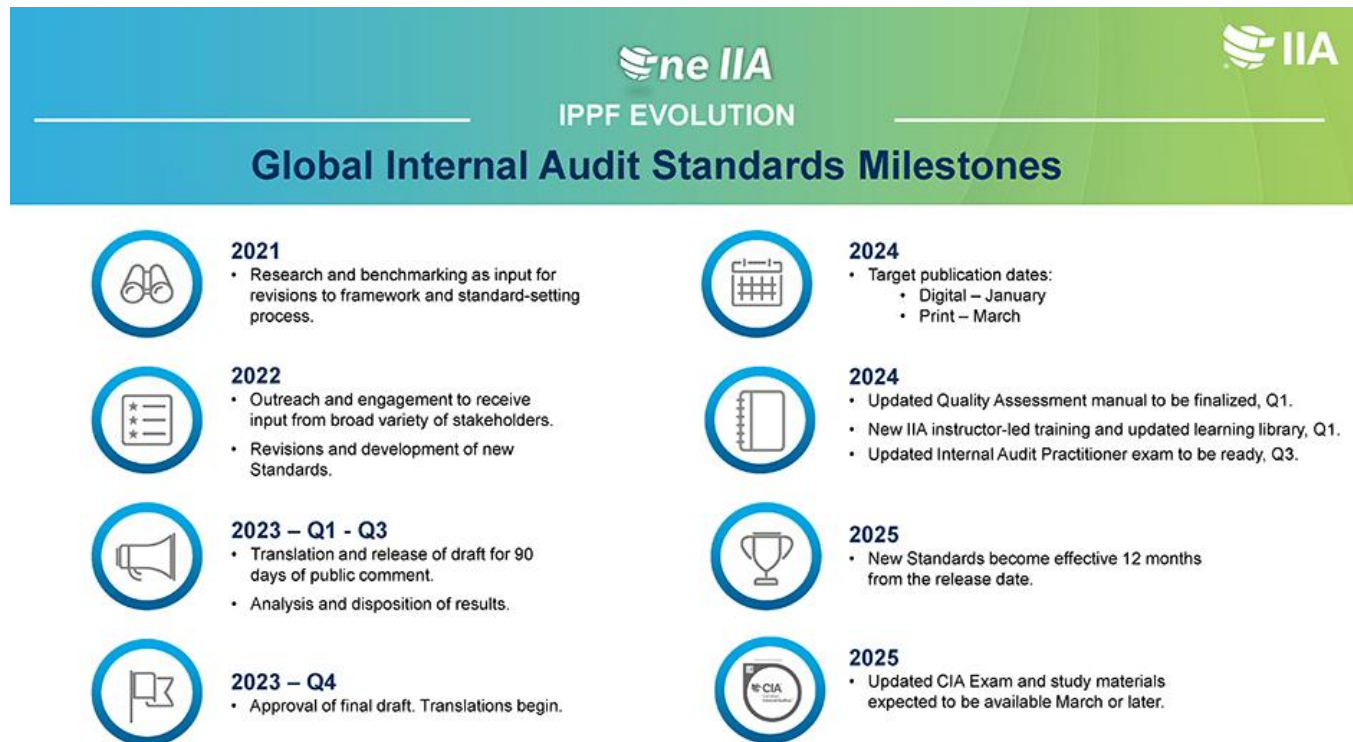 One IIA
IIA
IPPF EVOLUTION
Global Internal Audit Standards Milestones
2021
• Research and benchmarking as input for
revisions to framework and standard-setting
process.
2022
• Outreach and engagement to receive
input from broad variety of stakeholders.
• Revisions and development of new
Standards.
2023 – Q1 - Q3
• Translation and release of draft for 90
days of public comment.
• Analysis and disposition of results.
2023 – Q4
• Approval of final draft. Translations begin.
2024
• Target publication dates:
• Digital – January
• Print – March
2024
• Updated Quality Assessment manual to be finalized, Q1.
• New IIA instructor-led training and updated learning library, Q1.
• Updated Internal Audit Practitioner exam to be ready, Q3.
2025
• New Standards become effective 12 months
from the release date.
CIA
2025
• Updated CIA Exam and study materials
expected to be available March or later.